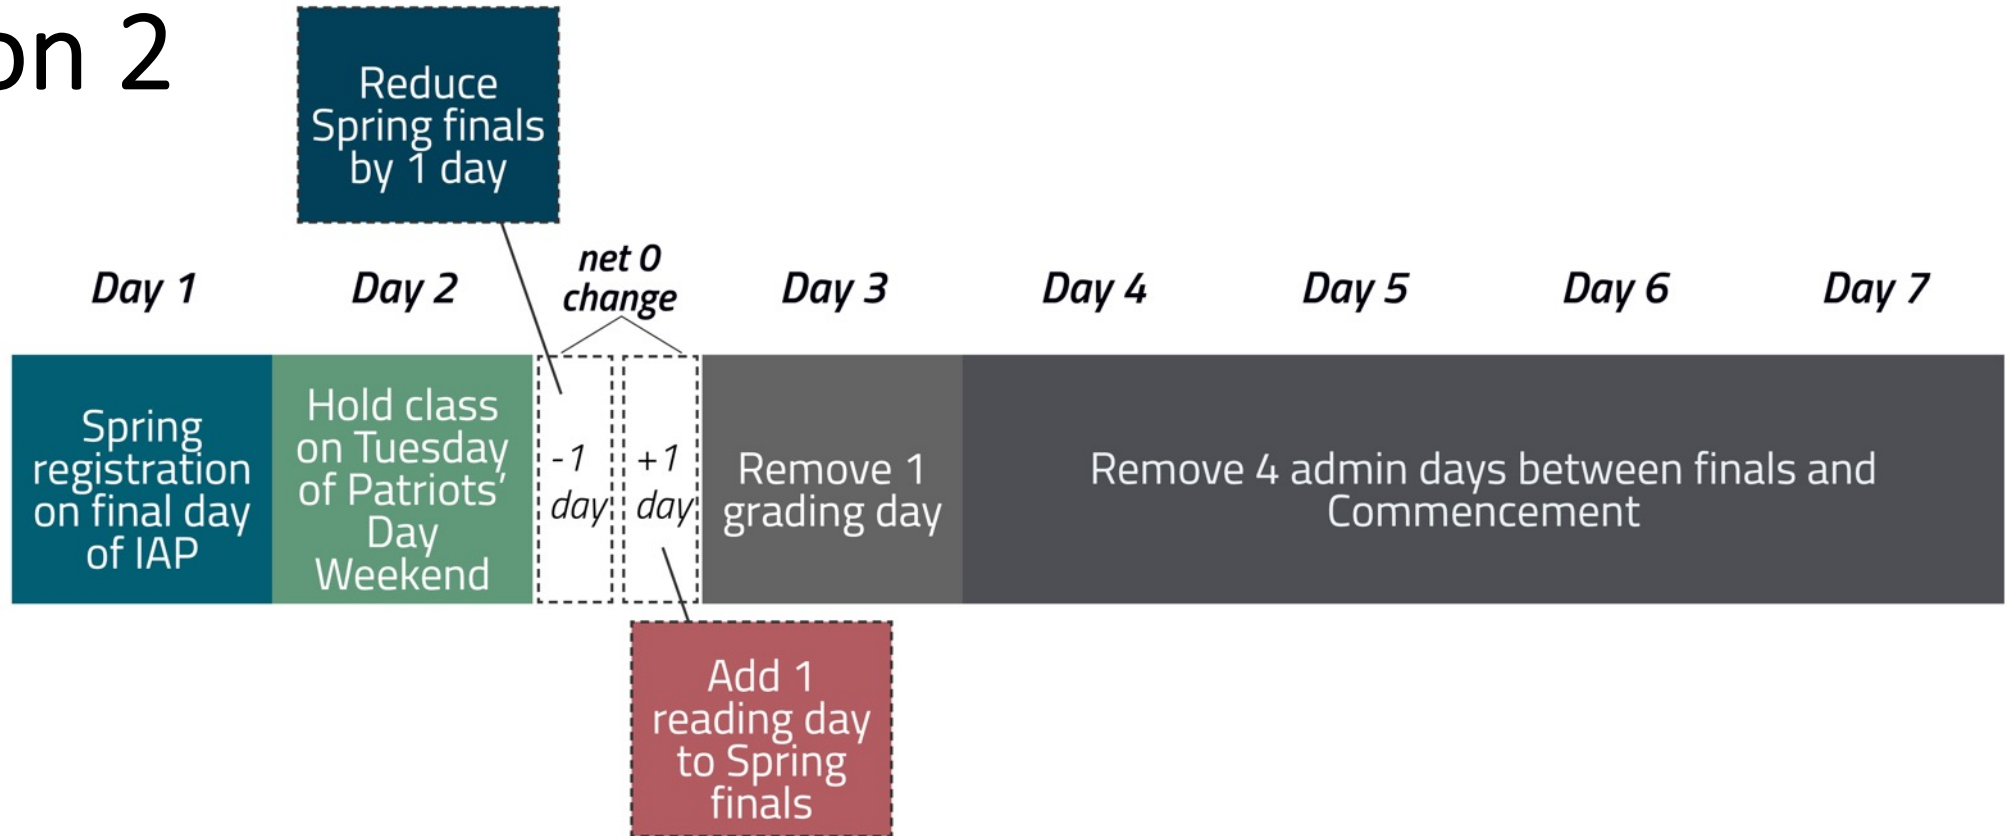 on 2
Reduce
Spring finals
by 1 day
net 0
change
Day 1
Day 2
Day 3
Day 4
Day 5
Day 6
Day 7
Spring
registration
on final day
of IAP
Hold class
on Tuesday
of Patriots’
Day
Weekend
-1
day
+1
day
Remove 1
grading day
Remove 4 admin days between finals and
Commencement
Add 1
reading day
to Spring
finals